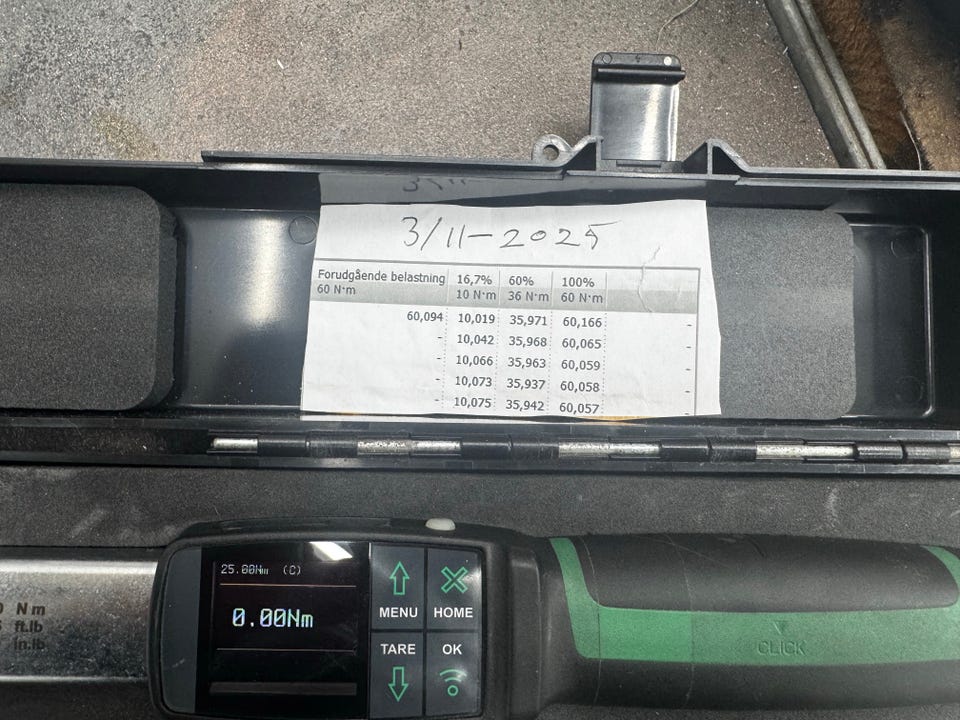 3/11-2025
Forudgående belastning 16,7% 60% 100%
60 N·m 10 N·m 36 N·m 60 N·m
60,094 10,019 35,971 60,166 -
- 10,042 35,968 60,065 -
- 10,066 35,963 60,059 -
- 10,073 35,937 60,058 -
- 10,075 35,942 60,057 -
25.00Nm (C)
0.00Nm
MENU HOME
TARE OK
N m
ft.lb
in.lb
CLICK